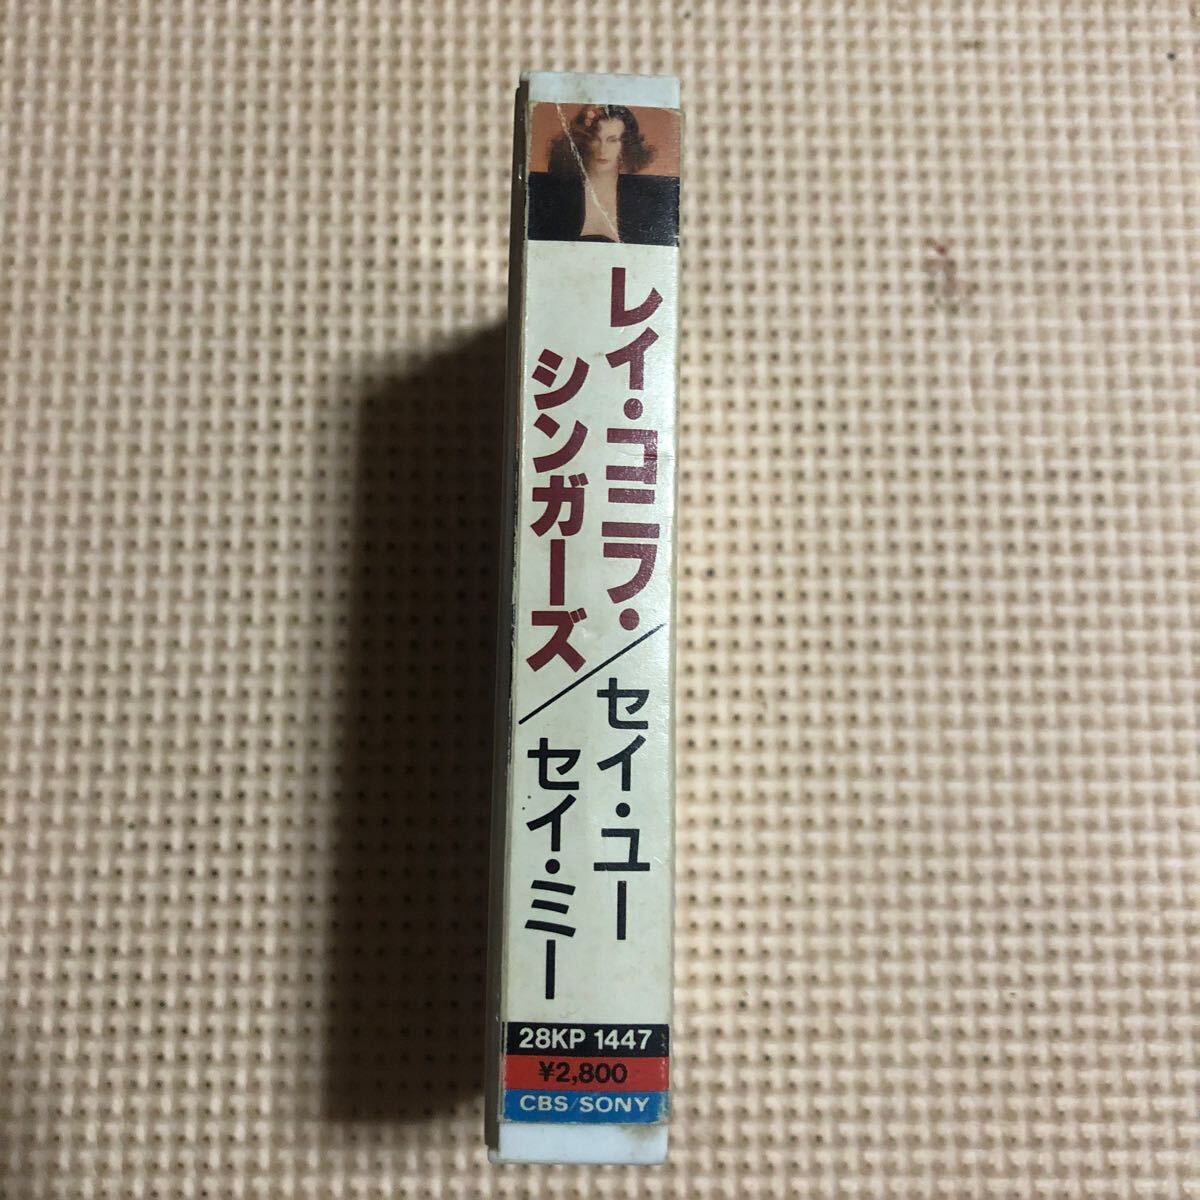 レイ・コニフ・
シンガーズ
／セイ・ユー
／セイ・ミー
28KP 1447
¥2,800
CBS/SONY